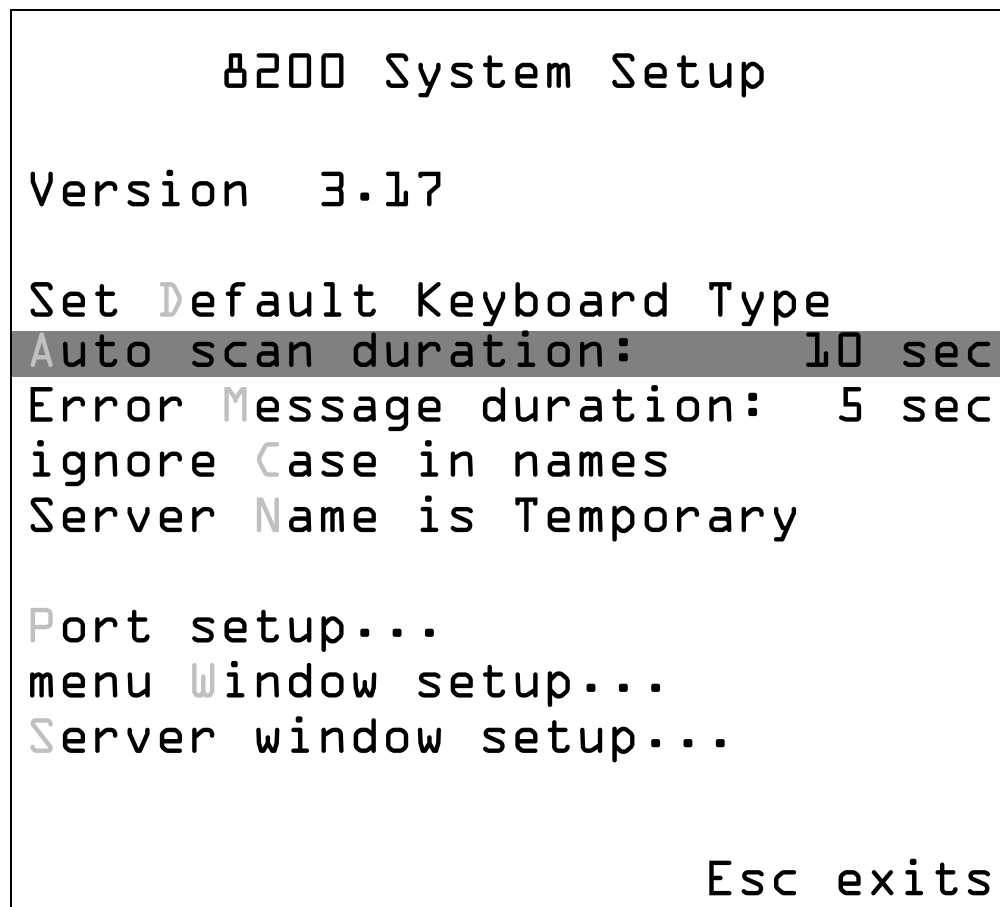 8200 System Setup
Version 3.17
Set Default Keyboard Type
Auto scan duration: 10 sec
Error Message duration: 5 sec
ignore Case in names
Server Name is Temporary
Port setup...
menu Window setup...
Server window setup...
Esc exits